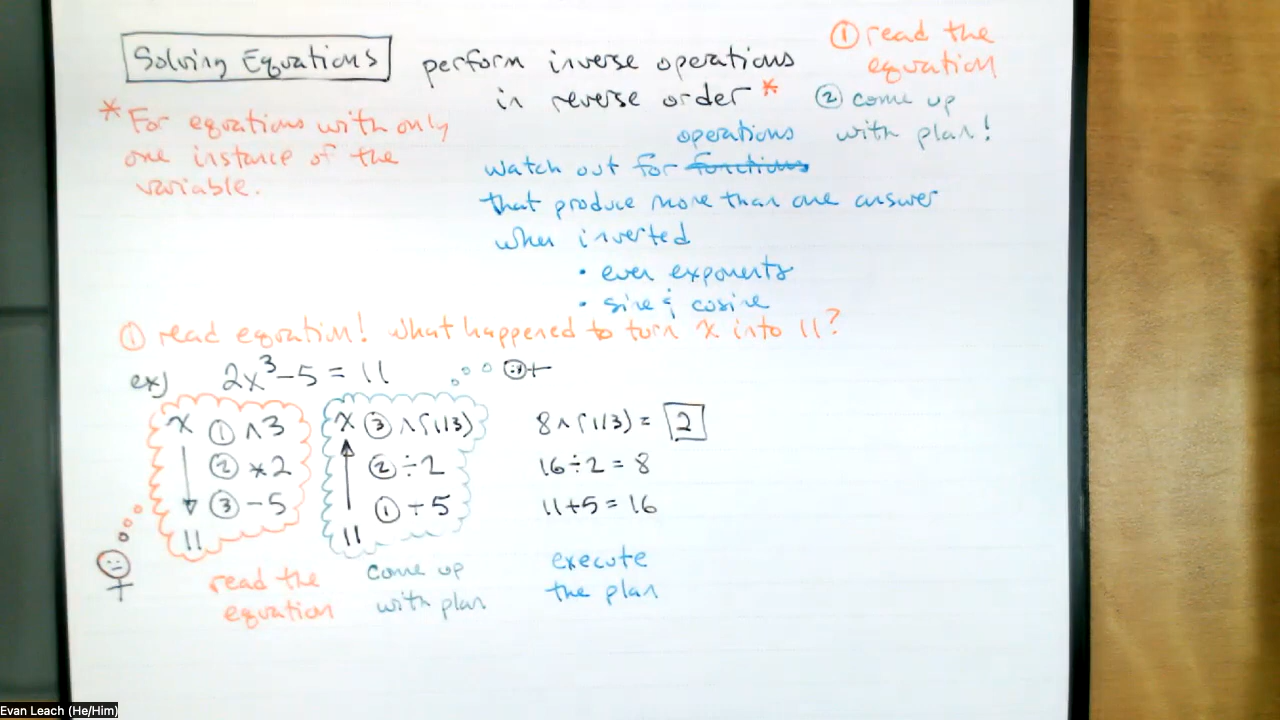 Solving Equations
perform inverse operations
in reverse order *
① read the
equation
② come up
with plan!
* For equations with only
one instance of the
variable.
operations
watch out for functions
that produce more than one answer
when inverted
• even exponents
• sine & cosine
① read equation! What happened to turn x into 11?
ex) 2x³-5 = 11
x ① ^3
② *2
③ -5
11
x ③ ^(1/3)
② ÷2
① +5
11
8^(1/3) = 2
16÷2 = 8
11+5 = 16
read the
equation
come up
with plan
execute
the plan
Evan Leach (He/Him)